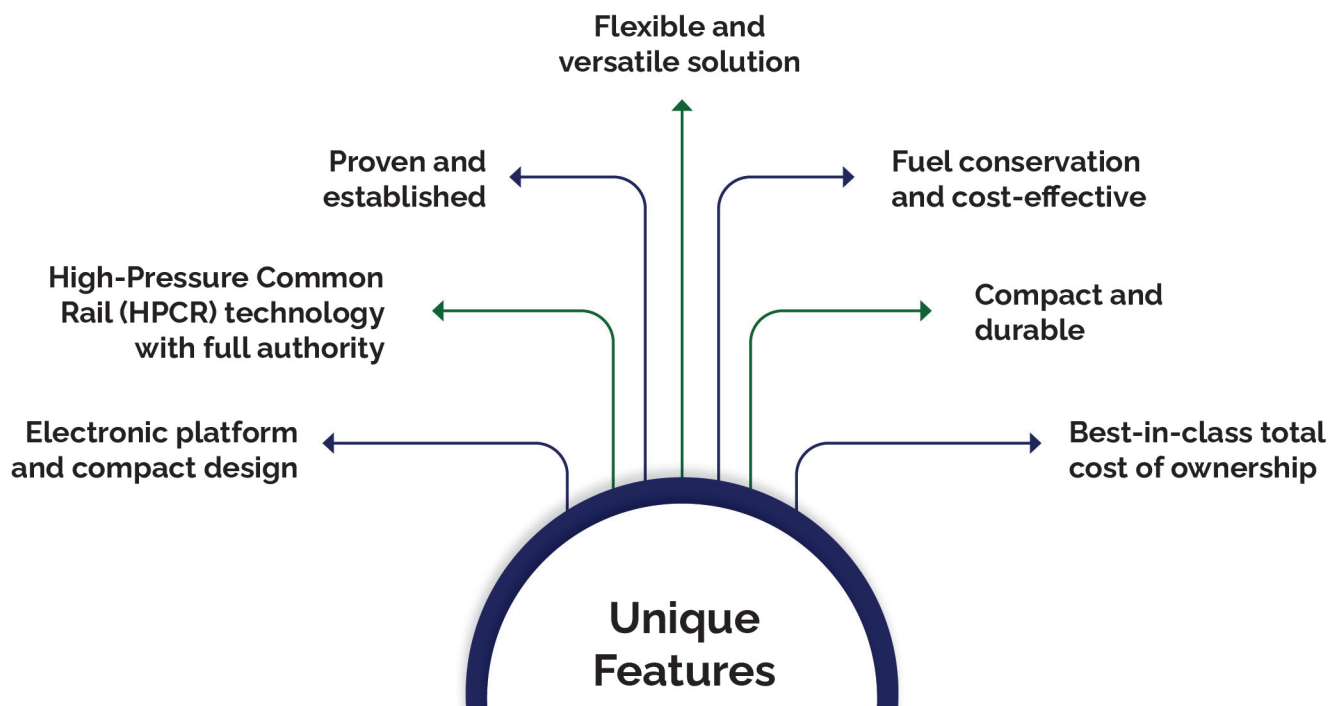 Flexible and
versatile solution
Proven and
established
Fuel conservation
and cost-effective
High-Pressure Common
Rail (HPCR) technology
with full authority
Compact and
durable
Electronic platform
and compact design
Best-in-class total
cost of ownership
Unique
Features